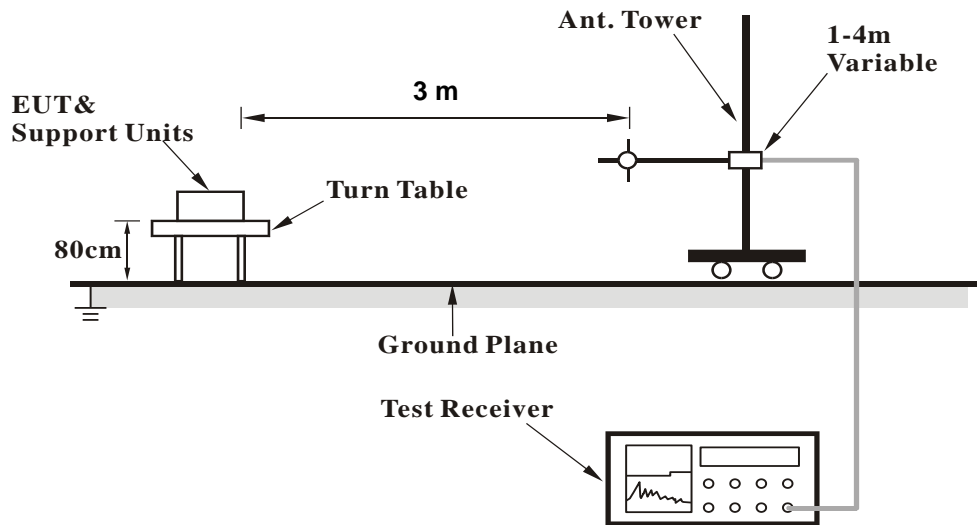 Ant. Tower
1-4m
Variable
3 m
EUT&
Support Units
Turn Table
80cm
Ground Plane
Test Receiver